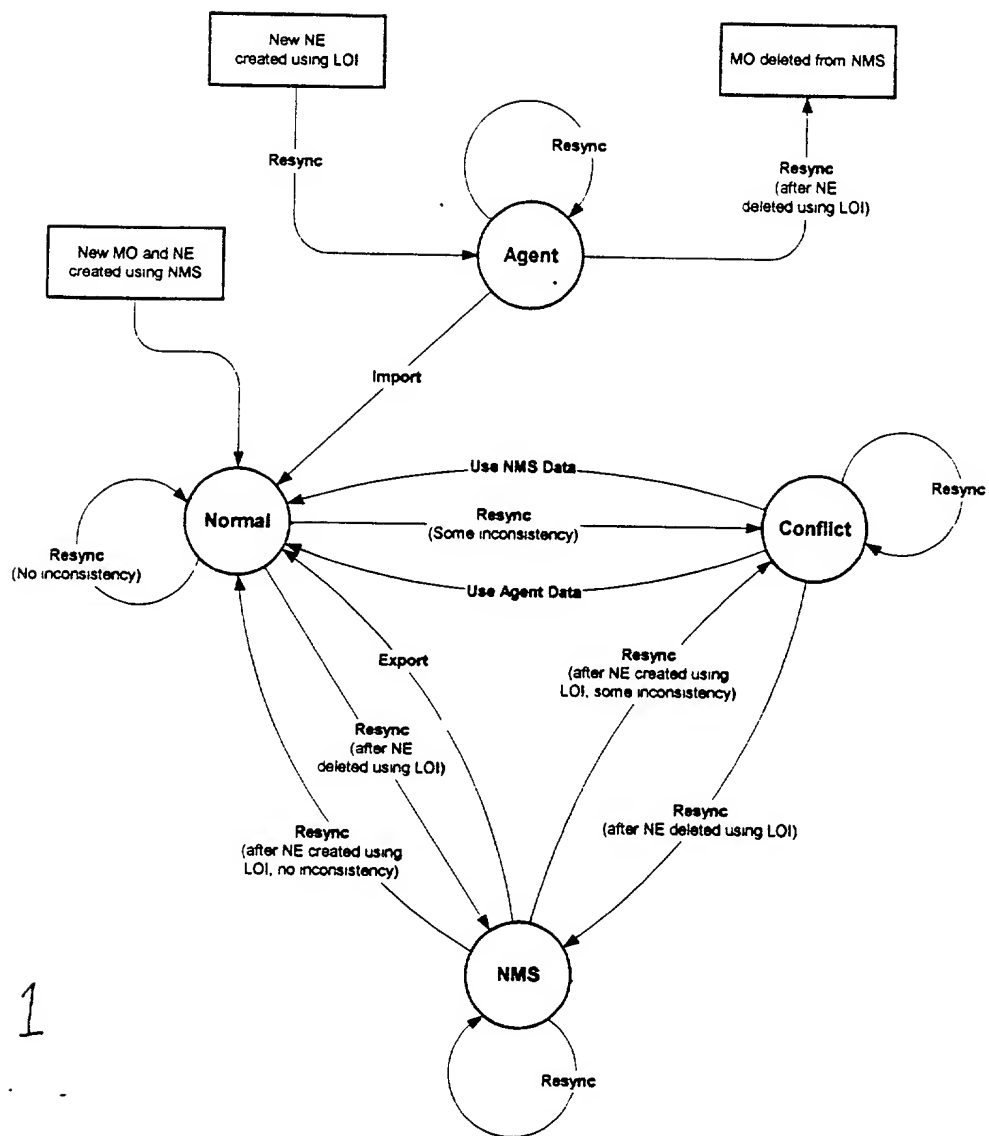 New NE
created using LOI
MO deleted from NMS
Resync
Resync
Resync
(after NE
deleted using LOI)
New MO and NE
created using NMS
Agent
Import
Use NMS Data
Resync
Normal
Resync
(Some inconsistency)
Conflict
Resync
(No inconsistency)
Use Agent Data
Export
Resync
(after NE created using
LOI, some inconsistency)
Resync
(after NE
deleted using LOI)
Resync
(after NE deleted using LOI)
Resync
(after NE created using
LOI, no inconsistency)
NMS
1
Resync